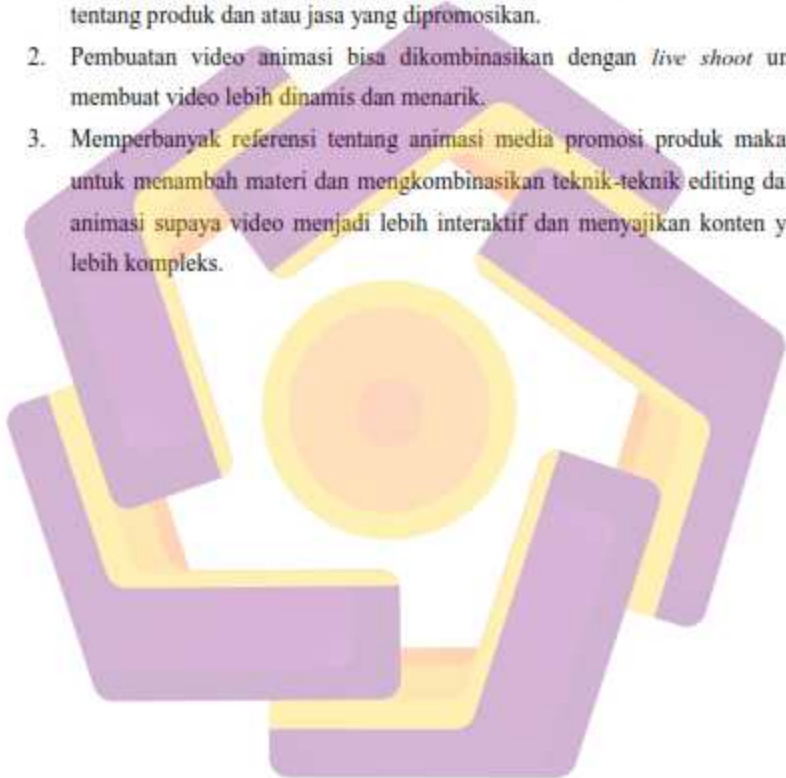 tentang produk dan atau jasa yang dipromosikan.
2. Pembuatan video animasi bisa dikombinasikan dengan live shoot un
membuat video lebih dinamis dan menarik.
3. Memperbanyak referensi tentang animasi media promosi produk maka
untuk menambah materi dan mengkombinasikan teknik-teknik editing da
animasi supaya video menjadi lebih interaktif dan menyajikan konten y
lebih kompleks.